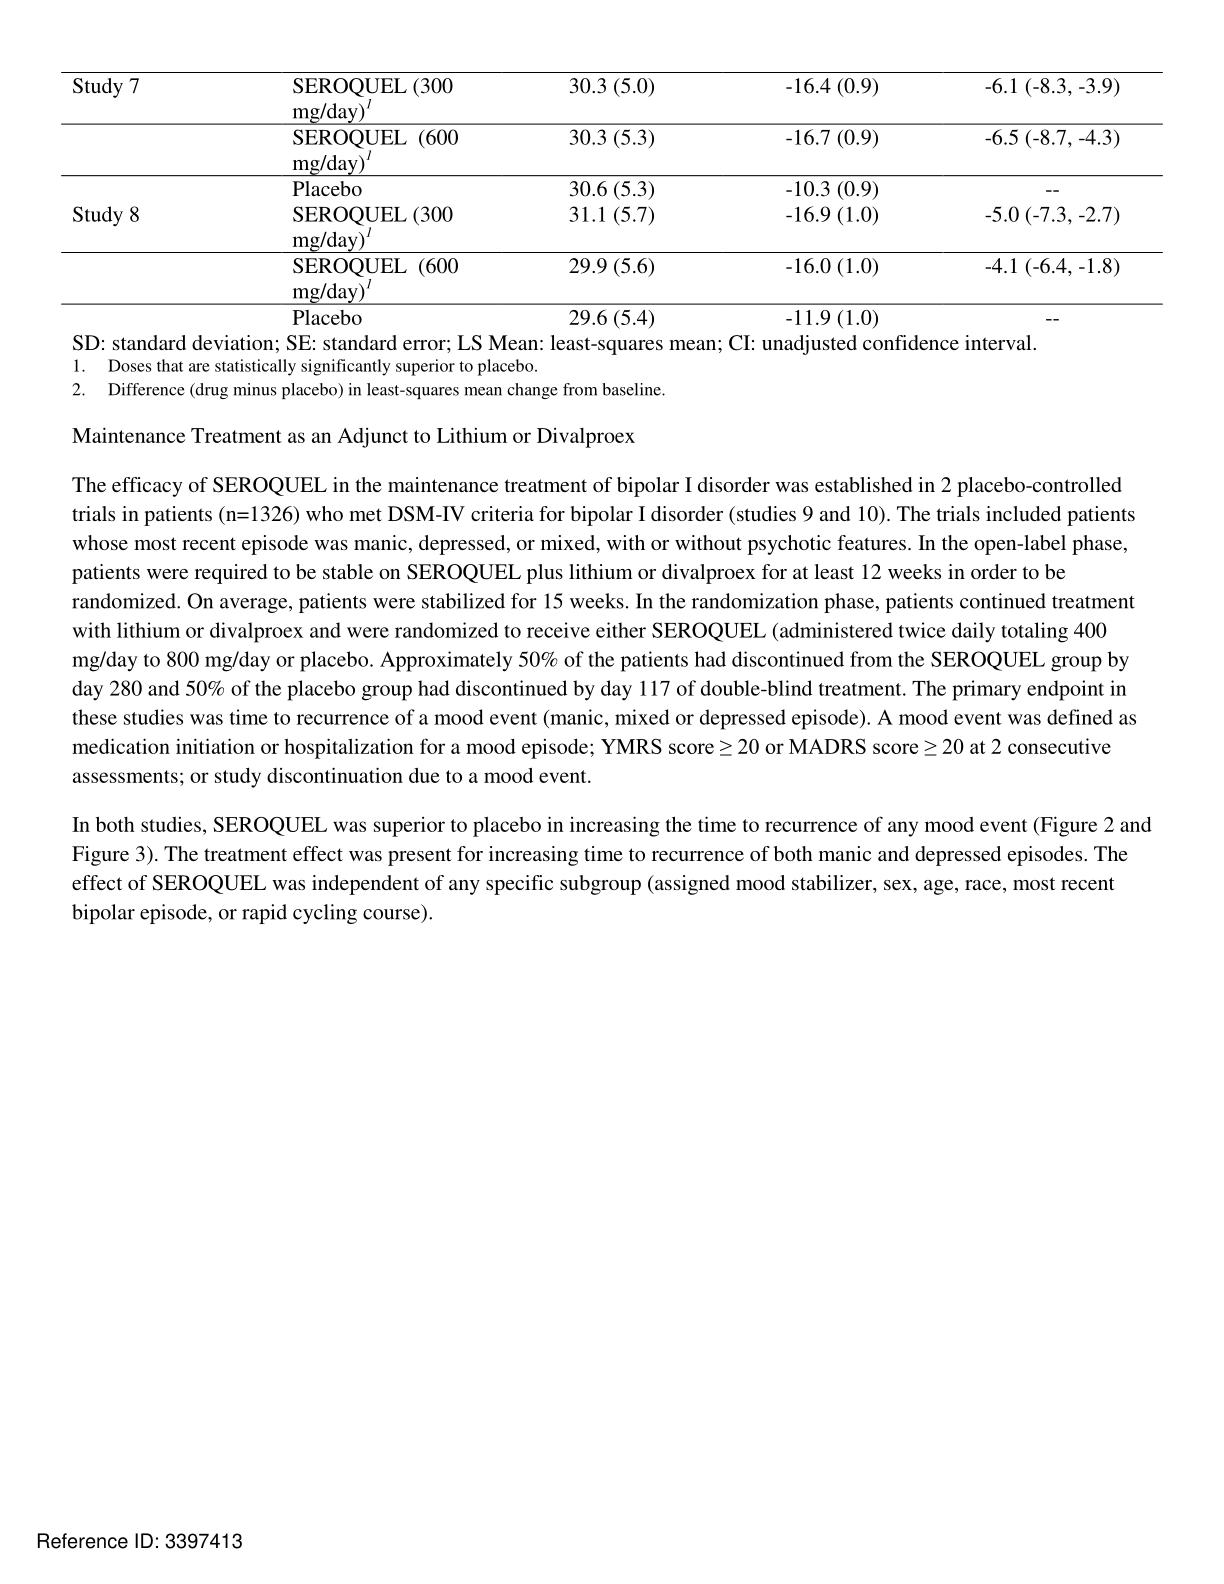 Study 7 SEROQUEL (300 30.3 (5.0) -16.4 (0.9) -6.1 (-8.3, -3.9)
mg/day)1
SEROQUEL (600 30.3 (5.3) -16.7 (0.9) -6.5 (-8.7, -4.3)
mg/day)1
Placebo 30.6 (5.3) -10.3 (0.9) --
Study 8 SEROQUEL (300 31.1 (5.7) -16.9 (1.0) -5.0 (-7.3, -2.7)
mg/day)1
SEROQUEL (600 29.9 (5.6) -16.0 (1.0) -4.1 (-6.4, -1.8)
mg/day)1
Placebo 29.6 (5.4) -11.9 (1.0) --
SD: standard deviation; SE: standard error; LS Mean: least-squares mean; CI: unadjusted confidence interval.
1. Doses that are statistically significantly superior to placebo.
2. Difference (drug minus placebo) in least-squares mean change from baseline.
Maintenance Treatment as an Adjunct to Lithium or Divalproex
The efficacy of SEROQUEL in the maintenance treatment of bipolar I disorder was established in 2 placebo-controlled
trials in patients (n=1326) who met DSM-IV criteria for bipolar I disorder (studies 9 and 10). The trials included patients
whose most recent episode was manic, depressed, or mixed, with or without psychotic features. In the open-label phase,
patients were required to be stable on SEROQUEL plus lithium or divalproex for at least 12 weeks in order to be
randomized. On average, patients were stabilized for 15 weeks. In the randomization phase, patients continued treatment
with lithium or divalproex and were randomized to receive either SEROQUEL (administered twice daily totaling 400
mg/day to 800 mg/day or placebo. Approximately 50% of the patients had discontinued from the SEROQUEL group by
day 280 and 50% of the placebo group had discontinued by day 117 of double-blind treatment. The primary endpoint in
these studies was time to recurrence of a mood event (manic, mixed or depressed episode). A mood event was defined as
medication initiation or hospitalization for a mood episode; YMRS score ≥ 20 or MADRS score ≥ 20 at 2 consecutive
assessments; or study discontinuation due to a mood event.
In both studies, SEROQUEL was superior to placebo in increasing the time to recurrence of any mood event (Figure 2 and
Figure 3). The treatment effect was present for increasing time to recurrence of both manic and depressed episodes. The
effect of SEROQUEL was independent of any specific subgroup (assigned mood stabilizer, sex, age, race, most recent
bipolar episode, or rapid cycling course).
Reference ID: 3397413